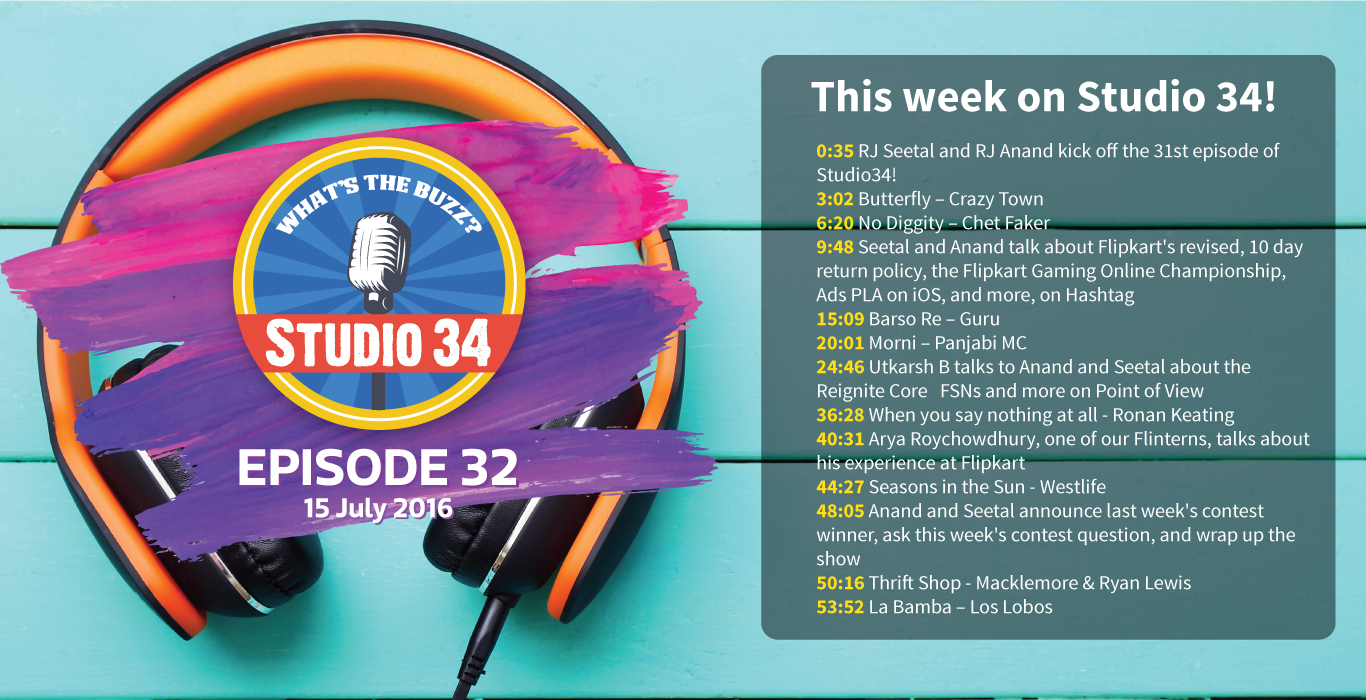 WHAT'S THE BUZZ?
STUDIO 34
EPISODE 32
15 July 2016
This week on Studio 34!
0:35 RJ Seetal and RJ Anand kick off the 31st episode of
Studio34!
3:02 Butterfly – Crazy Town
6:20 No Diggity – Chet Faker
9:48 Seetal and Anand talk about Flipkart's revised, 10 day
return policy, the Flipkart Gaming Online Championship,
Ads PLA on iOS, and more, on Hashtag
15:09 Barso Re – Guru
20:01 Morni – Panjabi MC
24:46 Utkarsh B talks to Anand and Seetal about the
Reignite Core   FSNs and more on Point of View
36:28 When you say nothing at all - Ronan Keating
40:31 Arya Roychowdhury, one of our Flinterns, talks about
his experience at Flipkart
44:27 Seasons in the Sun - Westlife
48:05 Anand and Seetal announce last week's contest
winner, ask this week's contest question, and wrap up the
show
50:16 Thrift Shop - Macklemore & Ryan Lewis
53:52 La Bamba – Los Lobos